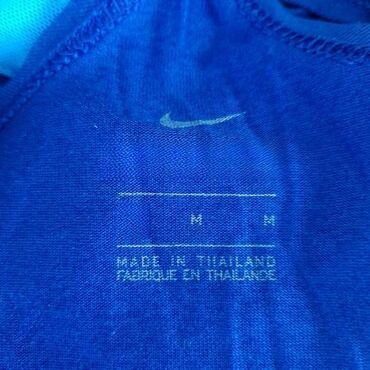 M M
MADE IN THAILAND
FABRIQUE EN THAILANDE